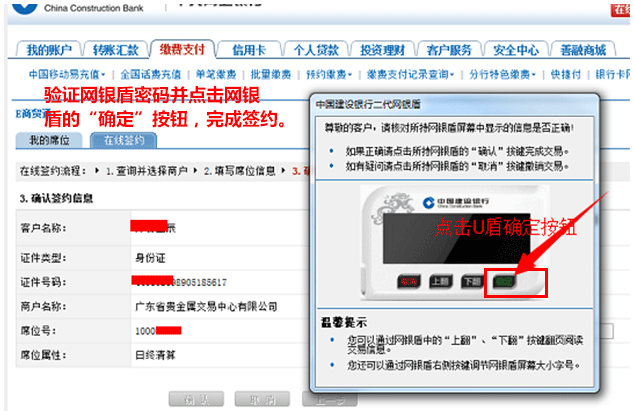 China Construction Bank
我的账户 转账汇款 缴费支付 信用卡 个人贷款 投资理财 客户服务 安全中心 善融商城
中国移动易充值 全国话费充值 单笔缴费 批量缴费 预约缴费 缴费支付记录查询 分行特色缴费 快捷付 银行卡
验证网银盾密码并点击网银
盾的“确定”按钮，完成签约。
E商贸通
我的席位 在线签约
在线签约流程： 1.查询并选择商户 2.填写席位信息 3.
3. 确认签约信息
客户名称：
证件类型： 身份证
证件号码： 8905185617
商户名称： 广东省贵金属交易中心有限公司
席位号： 1000
席位属性： 日终清算
确认 取消 上一步
中国建设银行二代网银盾
尊敬的客户，请核对所持网银盾屏幕中显示的信息是否正确！
如果正确请点击所持网银盾的“确认”按键完成交易。
如有疑问请点击所持网银盾的“取消”按键撤销交易。
中国建设银行
点击U盾确定按钮
上翻 下翻
温馨提示
您可以通过网银盾中的“上翻”、“下翻”按键翻页阅读
交易信息。
您还可以通过网银盾右侧按键调节网银盾屏幕大小字号。